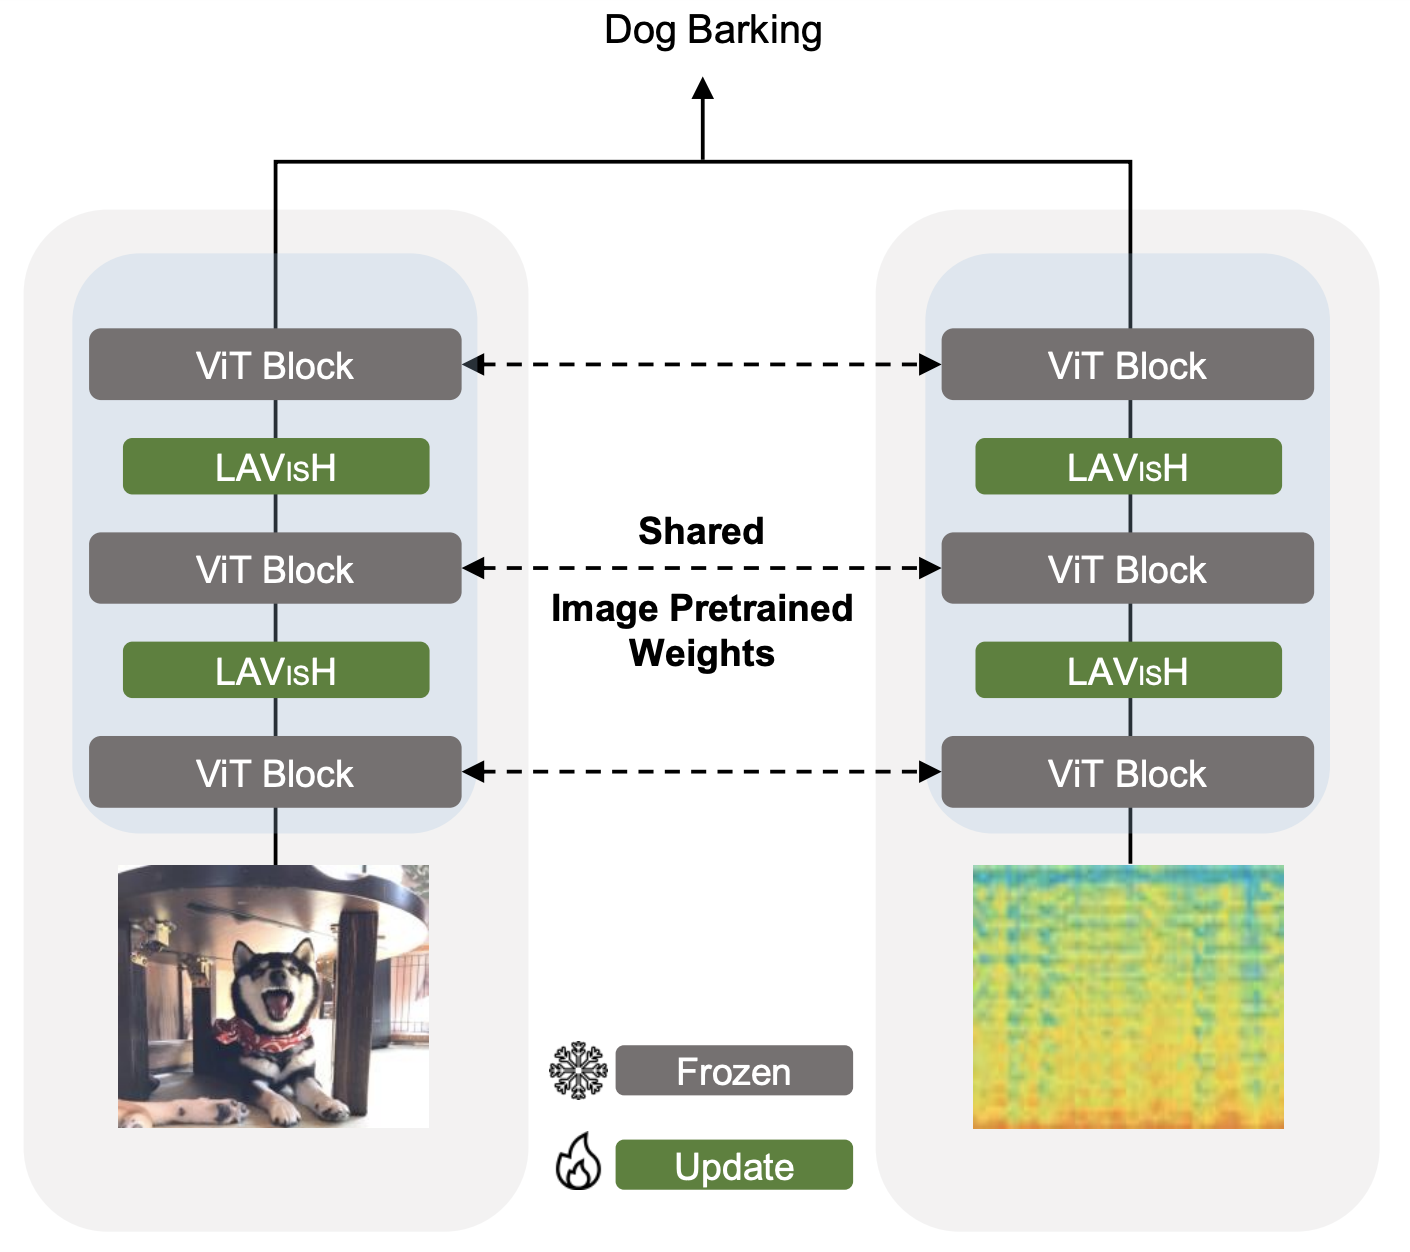 Dog Barking
ViT Block
ViT Block
LAVISH
LAVISH
Shared
ViT Block
ViT Block
Image Pretrained
Weights
LAVISH
LAVISH
ViT Block
ViT Block
Frozen
Update